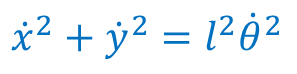 ẋ² + ẏ² = l²θ̇²